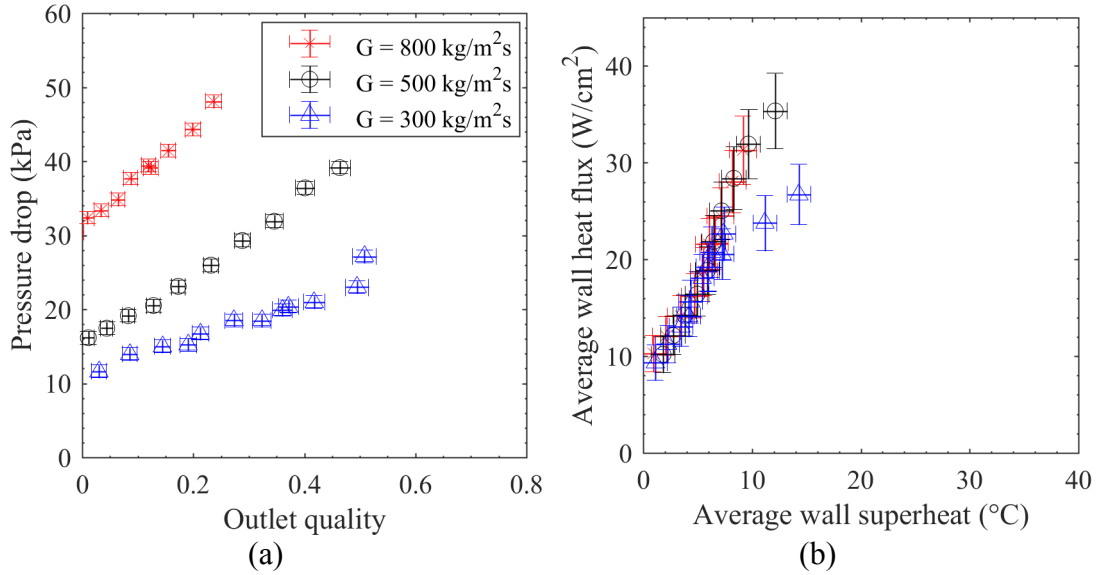 (a)
60
50
40
30
20
10
0
Pressure drop (kPa)
G = 800 kg/m²s
G = 500 kg/m²s
G = 300 kg/m²s
0
0.2
0.4
0.6
0.8
Outlet quality
(a)
b)
40
30
20
10
0
Average wall heat flux (W/cm²)
0
10
20
30
40
Average wall superheat (°C)
(b)